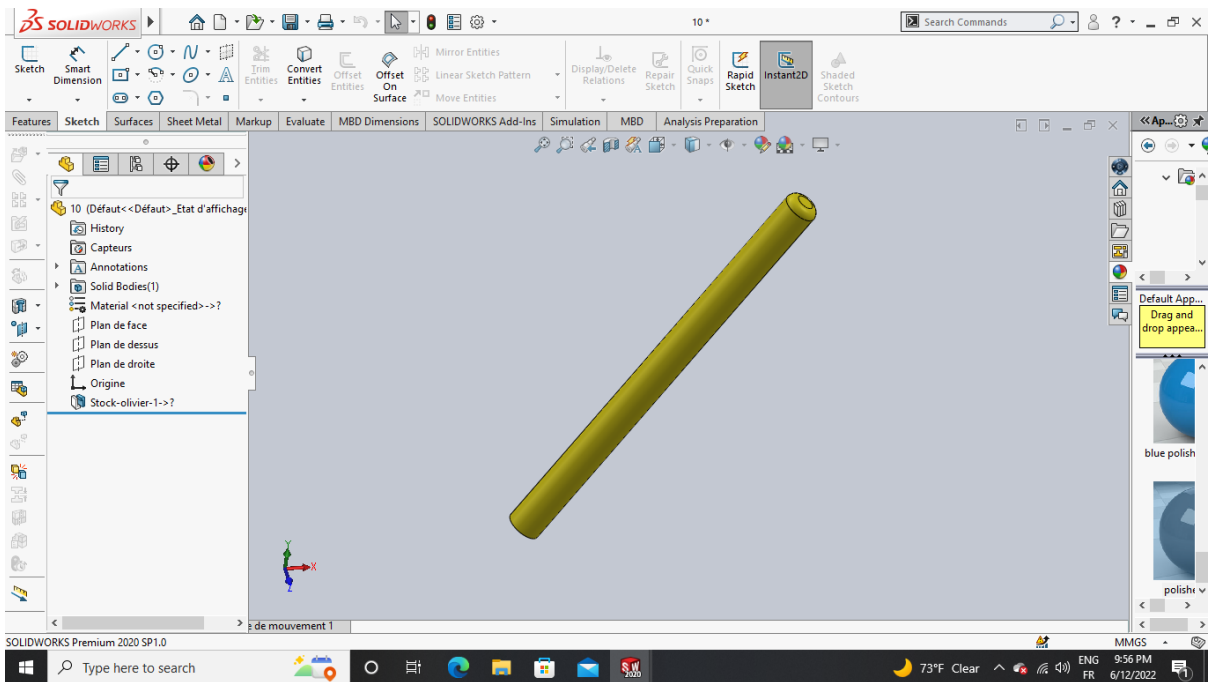 SOLIDWORKS
10 *
Search Commands
Sketch
Smart Dimension
Trim Entities
Convert Entities
Offset Entities
Offset On Surface
Mirror Entities
Linear Sketch Pattern
Move Entities
Display/Delete Relations
Repair Sketch
Quick Snaps
Rapid Sketch
Instant2D
Shaded Sketch Contours
Features Sketch Surfaces Sheet Metal Markup Evaluate MBD Dimensions SOLIDWORKS Add-Ins Simulation MBD Analysis Preparation
«Ap...
10 (Défaut<<Défaut>_Etat d'affichage
History
Capteurs
Annotations
Solid Bodies(1)
Material <not specified>->?
Plan de face
Plan de dessus
Plan de droite
Origine
Stock-olivier-1->?
Y
X
Z
Default App...
Drag and
drop appea...
blue polish
polishe
e de mouvement 1
SOLIDWORKS Premium 2020 SP1.0
MMGS
Type here to search
SW
2020
73°F Clear
ENG
FR
9:56 PM
6/12/2022
1